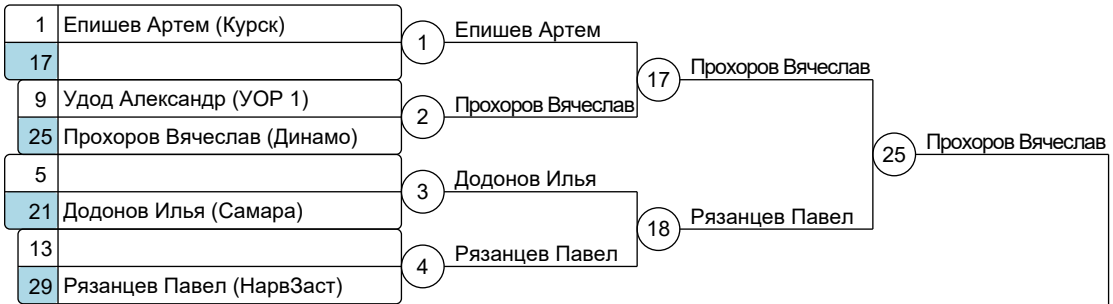 1 Епишев Артем (Курск)
17
9 Удод Александр (УОР 1)
25 Прохоров Вячеслав (Динамо)
5
21 Додонов Илья (Самара)
13
29 Рязанцев Павел (НарвЗаст)
1 Епишев Артем
2 Прохоров Вячеслав
3 Додонов Илья
4 Рязанцев Павел
17 Прохоров Вячеслав
18 Рязанцев Павел
25 Прохоров Вячеслав